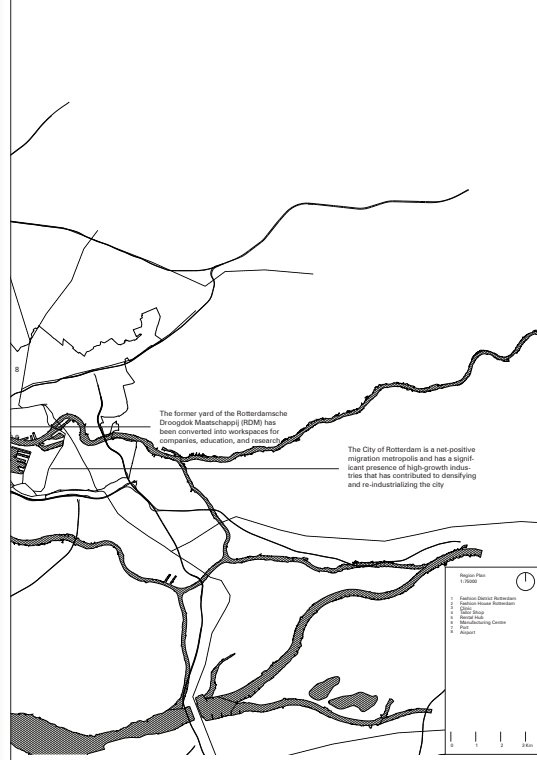 8
The former yard of the Rotterdamsche
Droogdok Maatschappij (RDM) has
been converted into workspaces for
companies, education, and research
The City of Rotterdam is a net-positive
migration metropolis and has a signif-
icant presence of high-growth indus-
tries that has contributed to densifying
and re-industrializing the city
Region Plan
1:75000
1 Fashion District Rotterdam
2 Fashion House Rotterdam
3 Clinic
4 Tailor Shop
5 Rental Hub
6 Manufacturing Centre
7 Port
8 Airport
0 1 2 3 Km